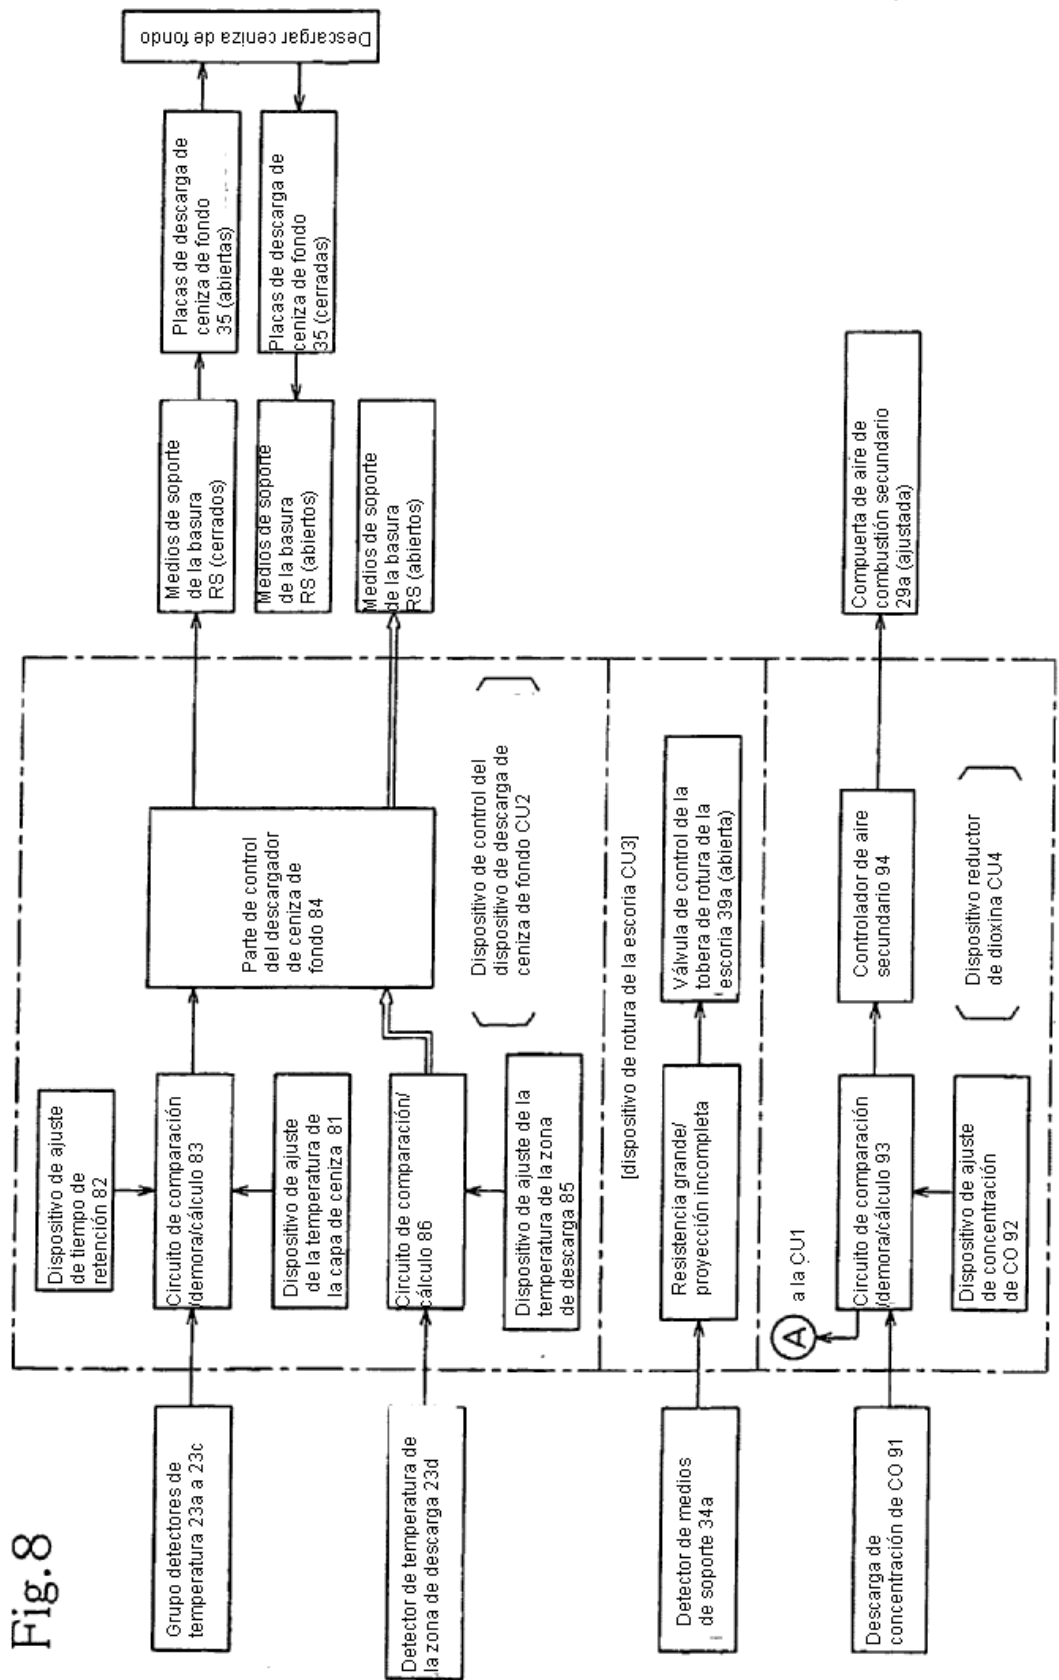 Fig.8
Grupo detectores de
temperatura 23a a 23c
Detector de temperatura de
la zona de descarga 23d
Detector de medios
de soporte 34a
Descarga de
concentración de CO 91
Dispositivo de ajuste
de tiempo de
retención 82
Circuito de comparación
/demora/cálculo 83
Dispositivo de ajuste
de la temperatura de
la capa de ceniza 81
Circuito de comparación/
cálculo 86
Dispositivo de ajuste de la
temperatura de la zona
de descarga 85
Parte de control
del descargador
de ceniza de
fondo 84
Dispositivo de control del
dispositivo de descarga de
ceniza de fondo CU2
[dispositivo de rotura de la escoria CU3]
Resistencia grande/
proyección incompleta
Válvula de control de la
tobera de rotura de la
escoria 39a (abierta)
A
a la CU1
Circuito de comparación
/demora/cálculo 93
Dispositivo de ajuste
de concentración
de CO 92
Controlador de aire
secundario 94
Dispositivo reductor
de dioxina CU4
Medios de soporte
de la basura
RS (cerrados)
Medios de soporte
de la basura
RS (abiertos)
Medios de soporte
de la basura
RS (abiertos)
Compuerta de aire de
combustión secundario
29a (ajustada)
Placas de descarga de
ceniza de fondo
35 (abiertas)
Placas de descarga de
ceniza de fondo
35 (cerradas)
Descargar ceniza de fondo